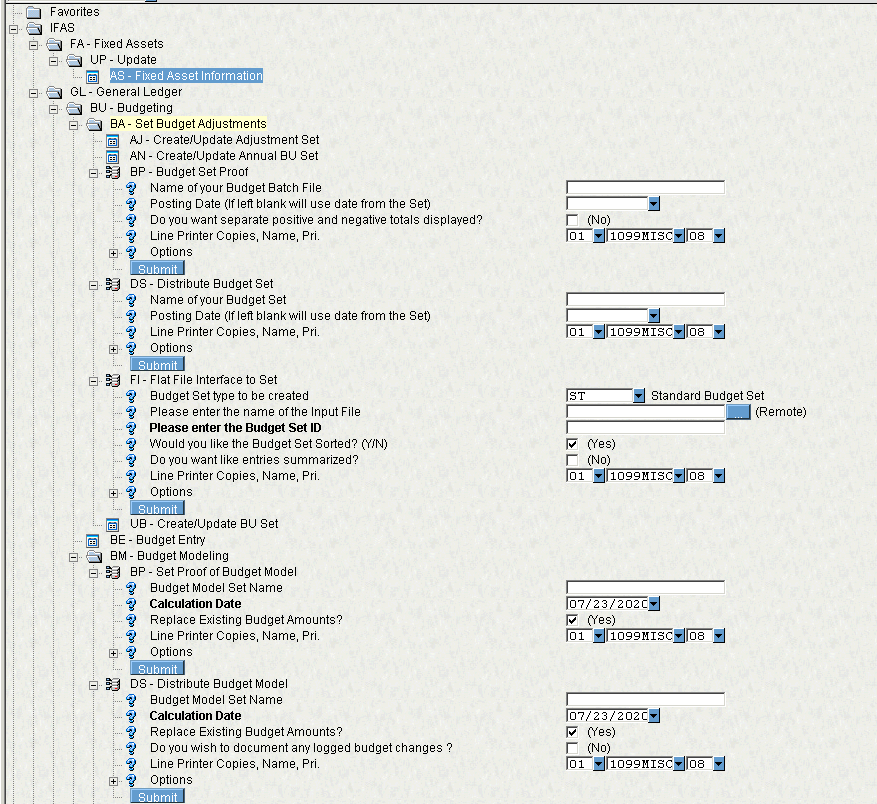 Favorites
IFAS
FA - Fixed Assets
UP - Update
AS - Fixed Asset Information
GL - General Ledger
BU - Budgeting
BA - Set Budget Adjustments
AJ - Create/Update Adjustment Set
AN - Create/Update Annual BU Set
BP - Budget Set Proof
Name of your Budget Batch File
Posting Date (If left blank will use date from the Set)
Do you want separate positive and negative totals displayed? (No)
Line Printer Copies, Name, Pri. 01 1099MISC 08
Options
Submit
DS - Distribute Budget Set
Name of your Budget Set
Posting Date (If left blank will use date from the Set)
Line Printer Copies, Name, Pri. 01 1099MISC 08
Options
Submit
FI - Flat File Interface to Set
Budget Set type to be created ST Standard Budget Set
Please enter the name of the Input File ... (Remote)
Please enter the Budget Set ID
Would you like the Budget Set Sorted? (Y/N) (Yes)
Do you want like entries summarized? (No)
Line Printer Copies, Name, Pri. 01 1099MISC 08
Options
Submit
UB - Create/Update BU Set
BE - Budget Entry
BM - Budget Modeling
BP - Set Proof of Budget Model
Budget Model Set Name
Calculation Date 07/23/2020
Replace Existing Budget Amounts? (Yes)
Line Printer Copies, Name, Pri. 01 1099MISC 08
Options
Submit
DS - Distribute Budget Model
Budget Model Set Name
Calculation Date 07/23/2020
Replace Existing Budget Amounts? (Yes)
Do you wish to document any logged budget changes ? (No)
Line Printer Copies, Name, Pri. 01 1099MISC 08
Options
Submit